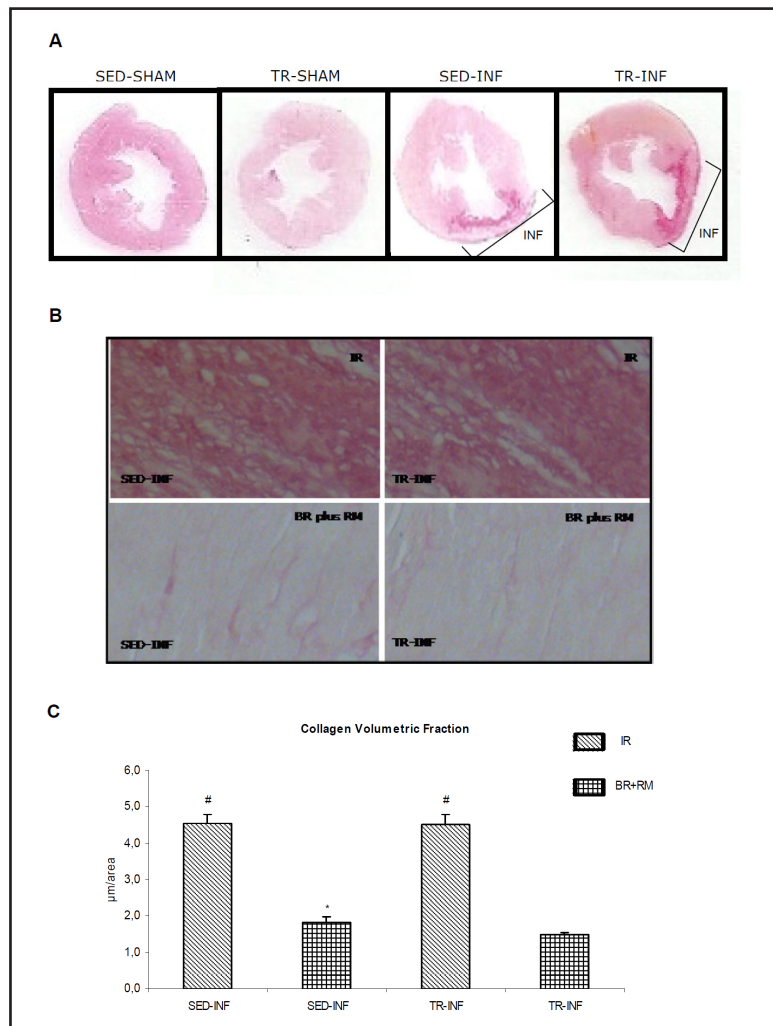 A
SED-SHAM TR-SHAM SED-INF TR-INF
INF INF
B
IR IR
SED-INF TR-INF
BR plus RM BR plus RM
SED-INF TR-INF
C
Collagen Volumetric Fraction
IR
BR+RM
µm/area
6,0
5,0
4,0
3,0
2,0
1,0
0,0
# * #
SED-INF SED-INF TR-INF TR-INF